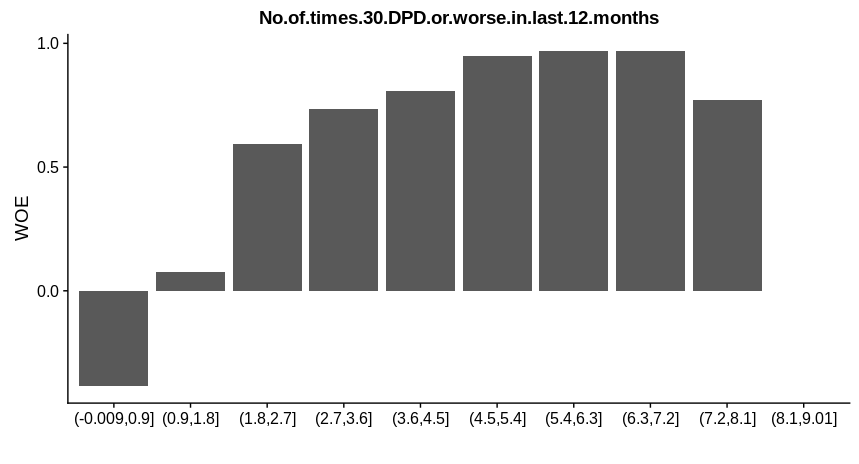 No.of.times.30.DPD.or.worse.in.last.12.months
1.0
0.5
0.0
WOE
(-0.009,0.9] (0.9,1.8] (1.8,2.7] (2.7,3.6] (3.6,4.5] (4.5,5.4] (5.4,6.3] (6.3,7.2] (7.2,8.1] (8.1,9.01]